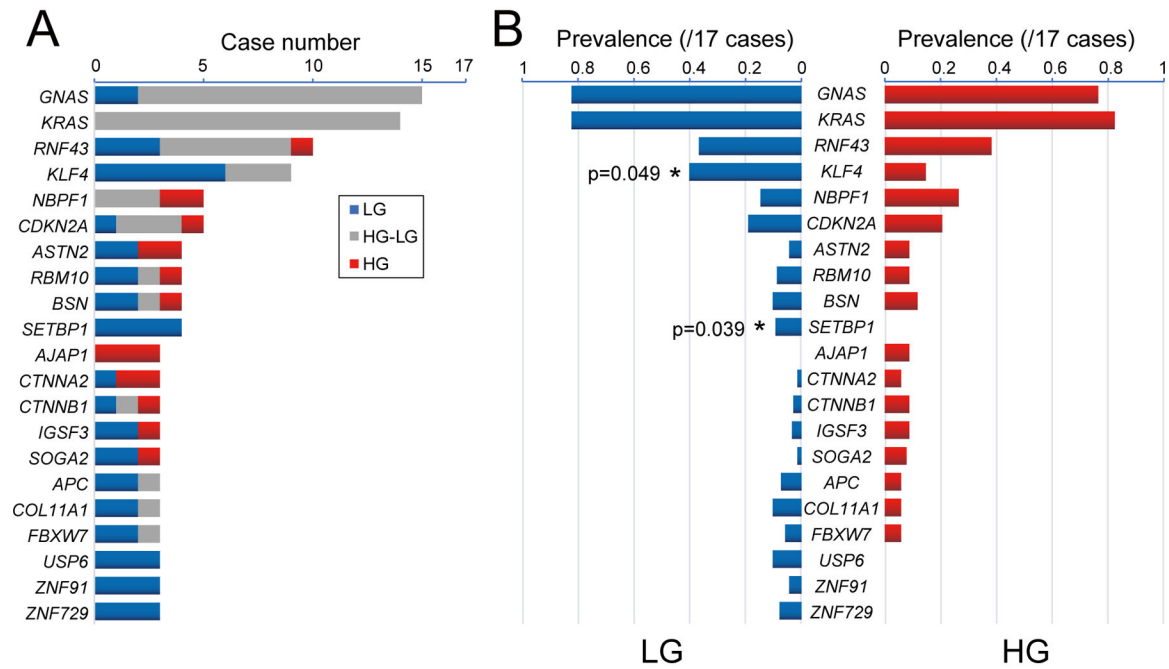 A
Case number
0 5 10 15 17
GNAS
KRAS
RNF43
KLF4
NBPF1
CDKN2A
ASTN2
RBM10
BSN
SETBP1
AJAP1
CTNNA2
CTNNB1
IGSF3
SOGA2
APC
COL11A1
FBXW7
USP6
ZNF91
ZNF729
LG
HG-LG
HG
B
Prevalence (/17 cases) Prevalence (/17 cases)
1 0.8 0.6 0.4 0.2 0 0 0.2 0.4 0.6 0.8 1
GNAS
KRAS
RNF43
p=0.049 * KLF4
NBPF1
CDKN2A
ASTN2
RBM10
BSN
p=0.039 * SETBP1
AJAP1
CTNNA2
CTNNB1
IGSF3
SOGA2
APC
COL11A1
FBXW7
USP6
ZNF91
ZNF729
LG HG